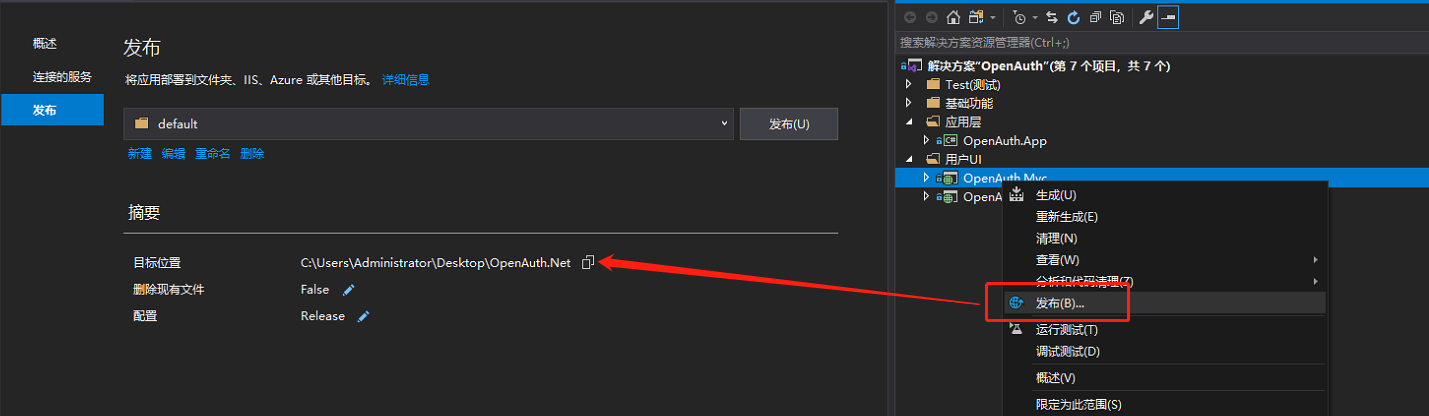 概述
连接的服务
发布
发布
将应用部署到文件夹、IIS、Azure 或其他目标。 详细信息
default
发布(U)
新建 编辑 重命名 删除
摘要
目标位置 C:\Users\Administrator\Desktop\OpenAuth.Net
删除现有文件 False
配置 Release
搜索解决方案资源管理器(Ctrl+;)
解决方案"OpenAuth"(第 7 个项目，共 7 个)
Test(测试)
基础功能
应用层
C# OpenAuth.App
用户UI
OpenAuth.Mvc
OpenA
生成(U)
重新生成(E)
清理(N)
查看(W)
分析和代码清理(Z)
发布(B)...
运行测试(T)
调试测试(D)
概述(V)
限定为此范围(S)